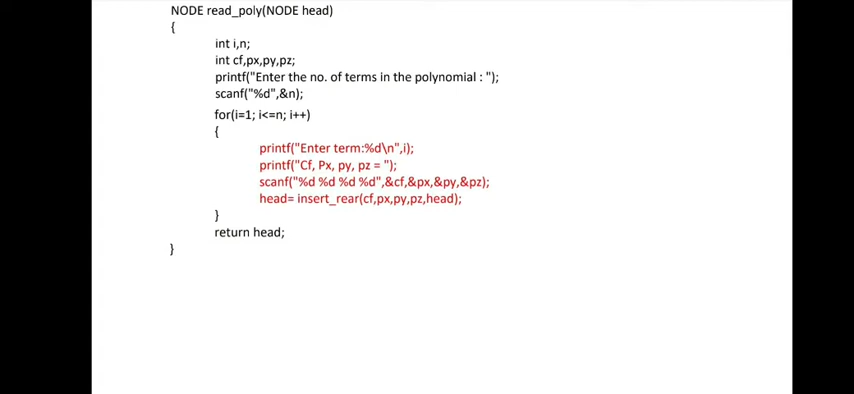 NODE read_poly(NODE head)
{
int i,n;
int cf,px,py,pz;
printf("Enter the no. of terms in the polynomial : ");
scanf("%d",&n);
for(i=1; i<=n; i++)
{
printf("Enter term:%d\n",i);
printf("Cf, Px, py, pz = ");
scanf("%d %d %d %d",&cf,&px,&py,&pz);
head= insert_rear(cf,px,py,pz,head);
}
return head;
}